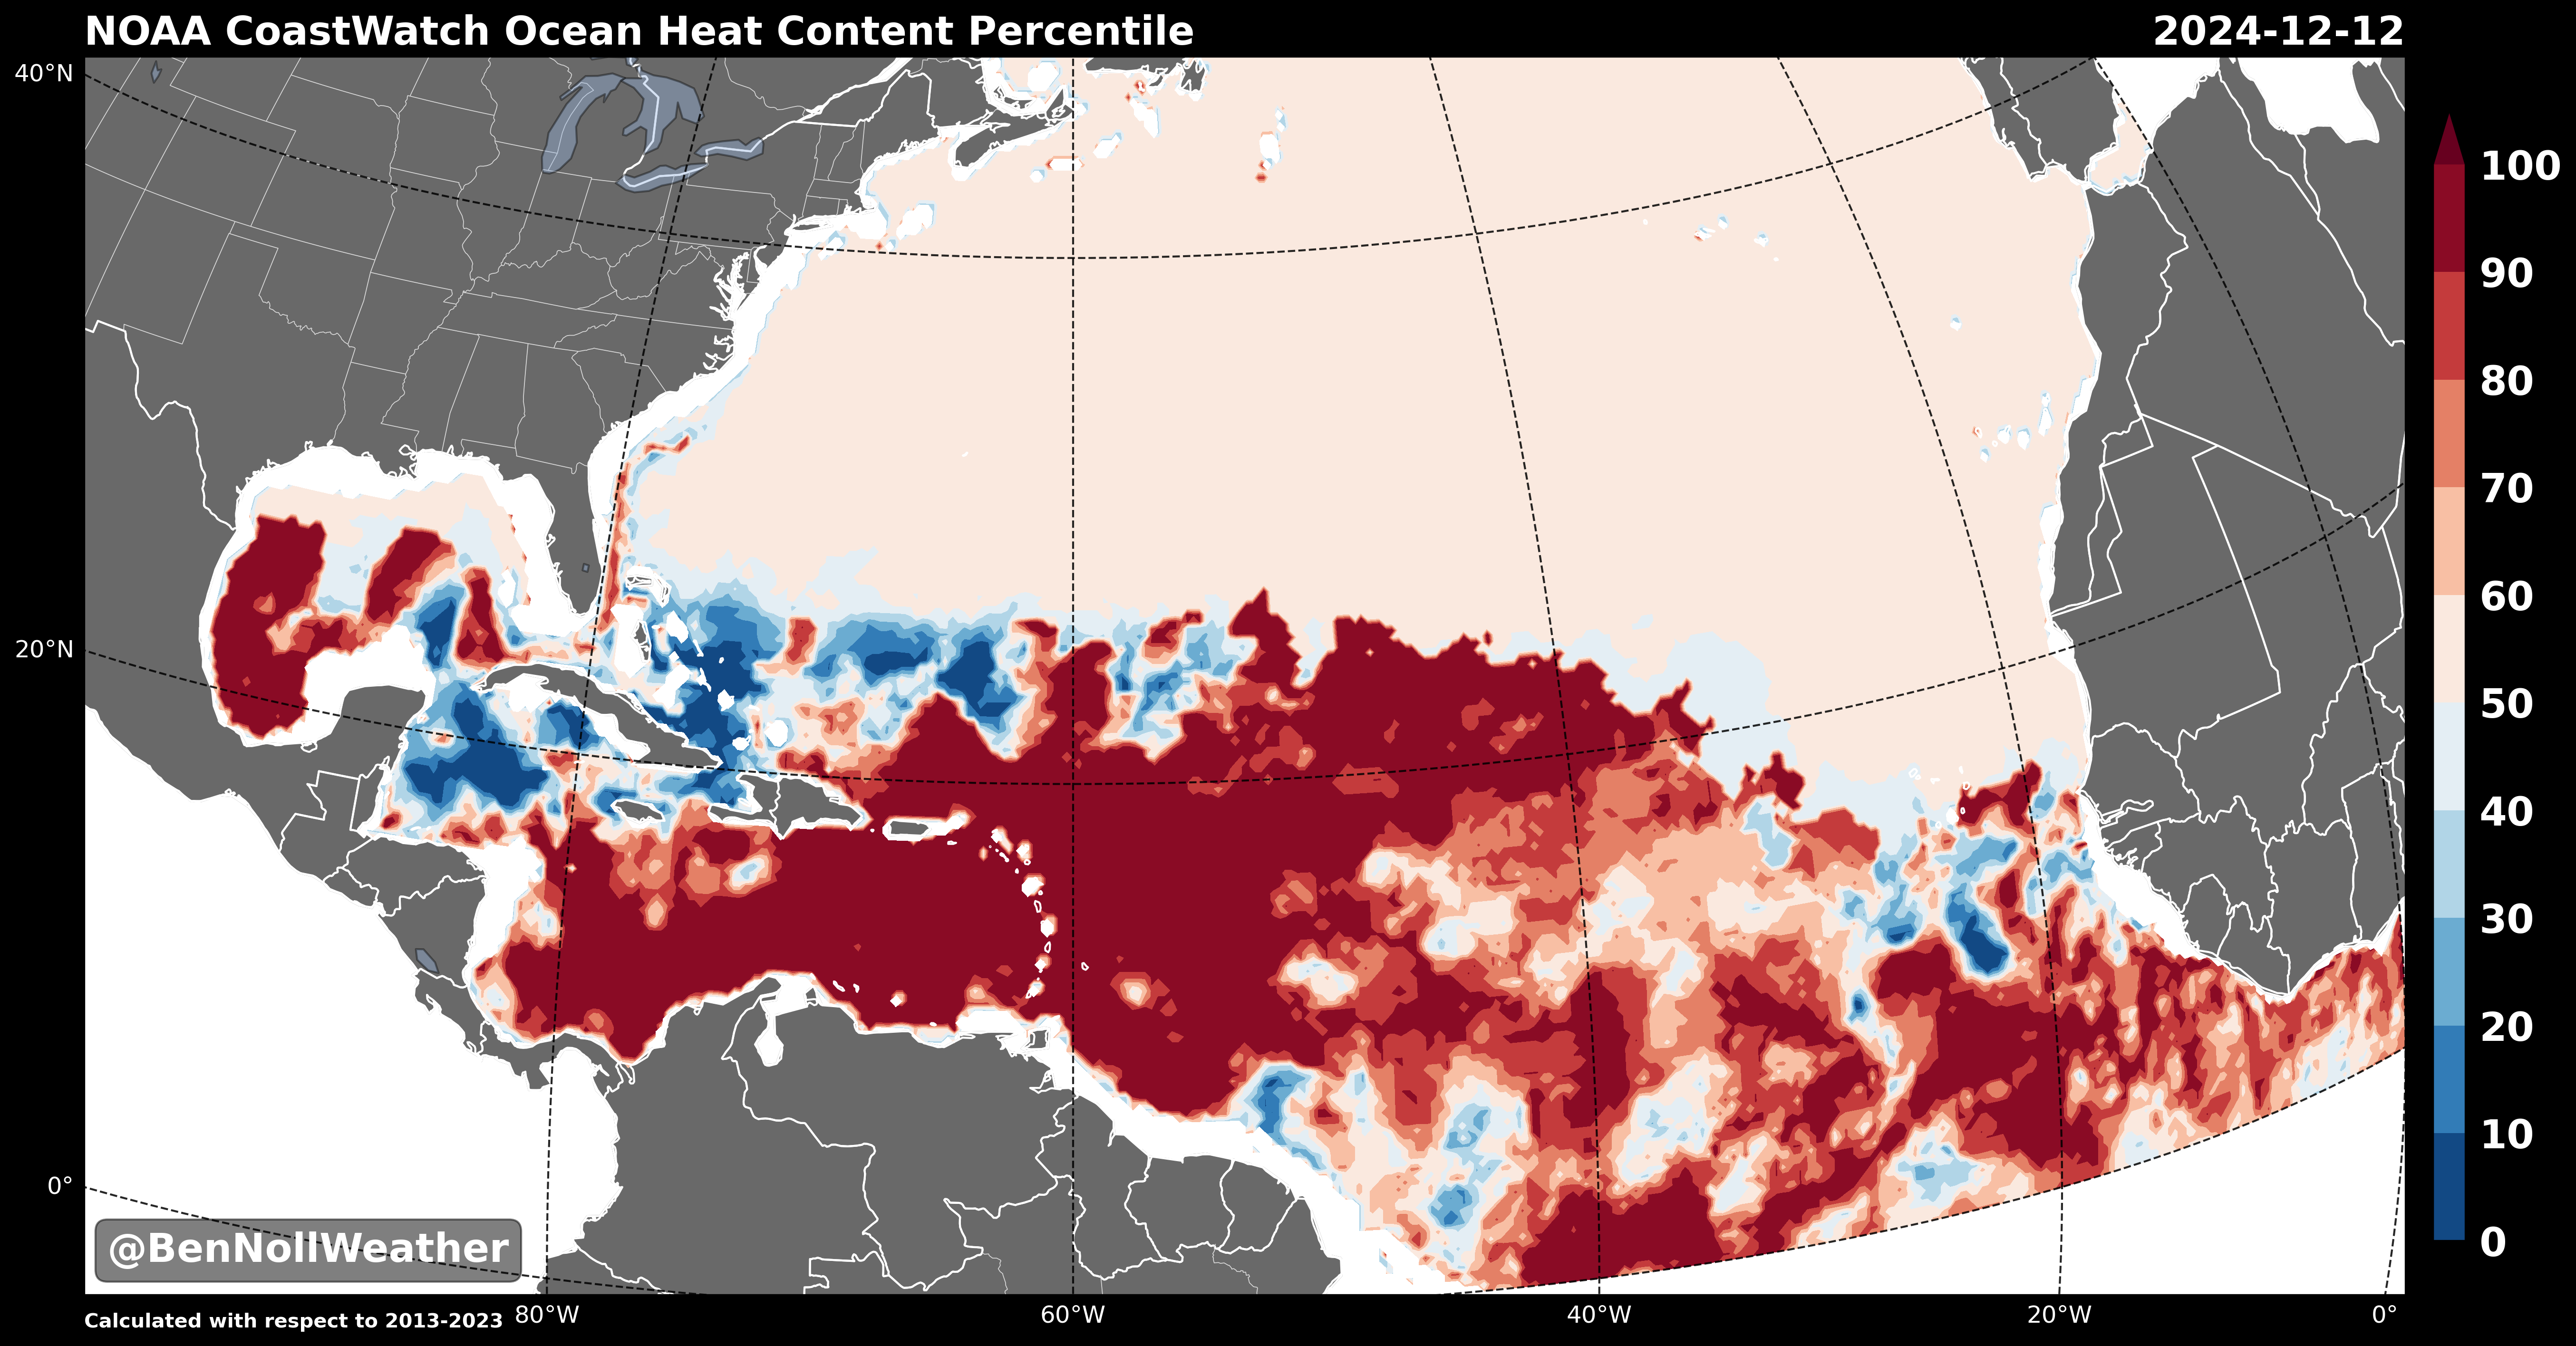 NOAA CoastWatch Ocean Heat Content Percentile
2024-12-12
40°N
20°N
0°
100
90
80
70
60
50
40
30
20
10
0
@BenNollWeather
Calculated with respect to 2013-2023
80°W
60°W
40°W
20°W
0°